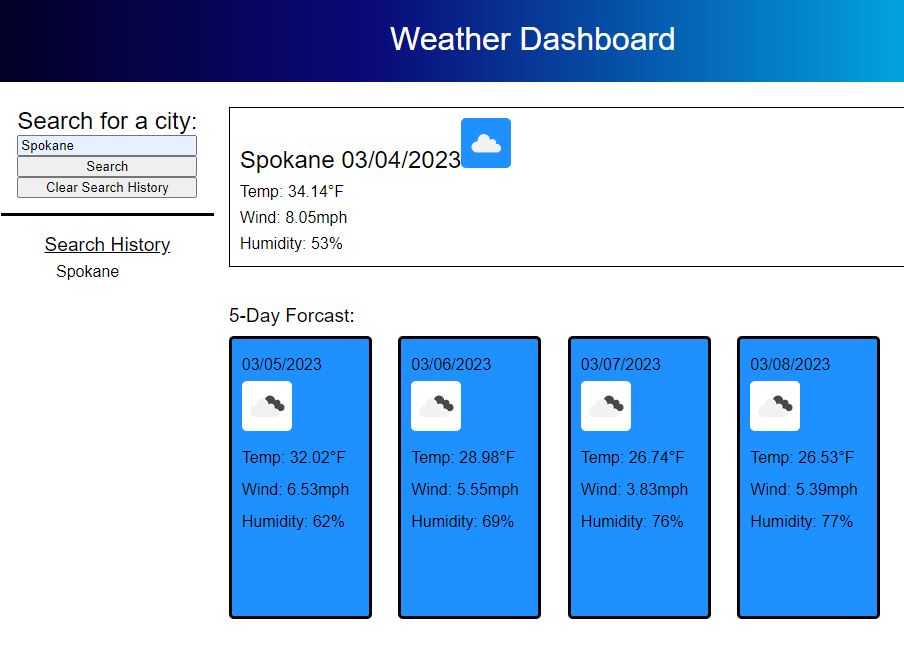 Weather Dashboard
Search for a city:
Spokane
Search
Clear Search History
Search History
Spokane
Spokane 03/04/2023
Temp: 34.14°F
Wind: 8.05mph
Humidity: 53%
5-Day Forcast:
03/05/2023
Temp: 32.02°F
Wind: 6.53mph
Humidity: 62%
03/06/2023
Temp: 28.98°F
Wind: 5.55mph
Humidity: 69%
03/07/2023
Temp: 26.74°F
Wind: 3.83mph
Humidity: 76%
03/08/2023
Temp: 26.53°F
Wind: 5.39mph
Humidity: 77%